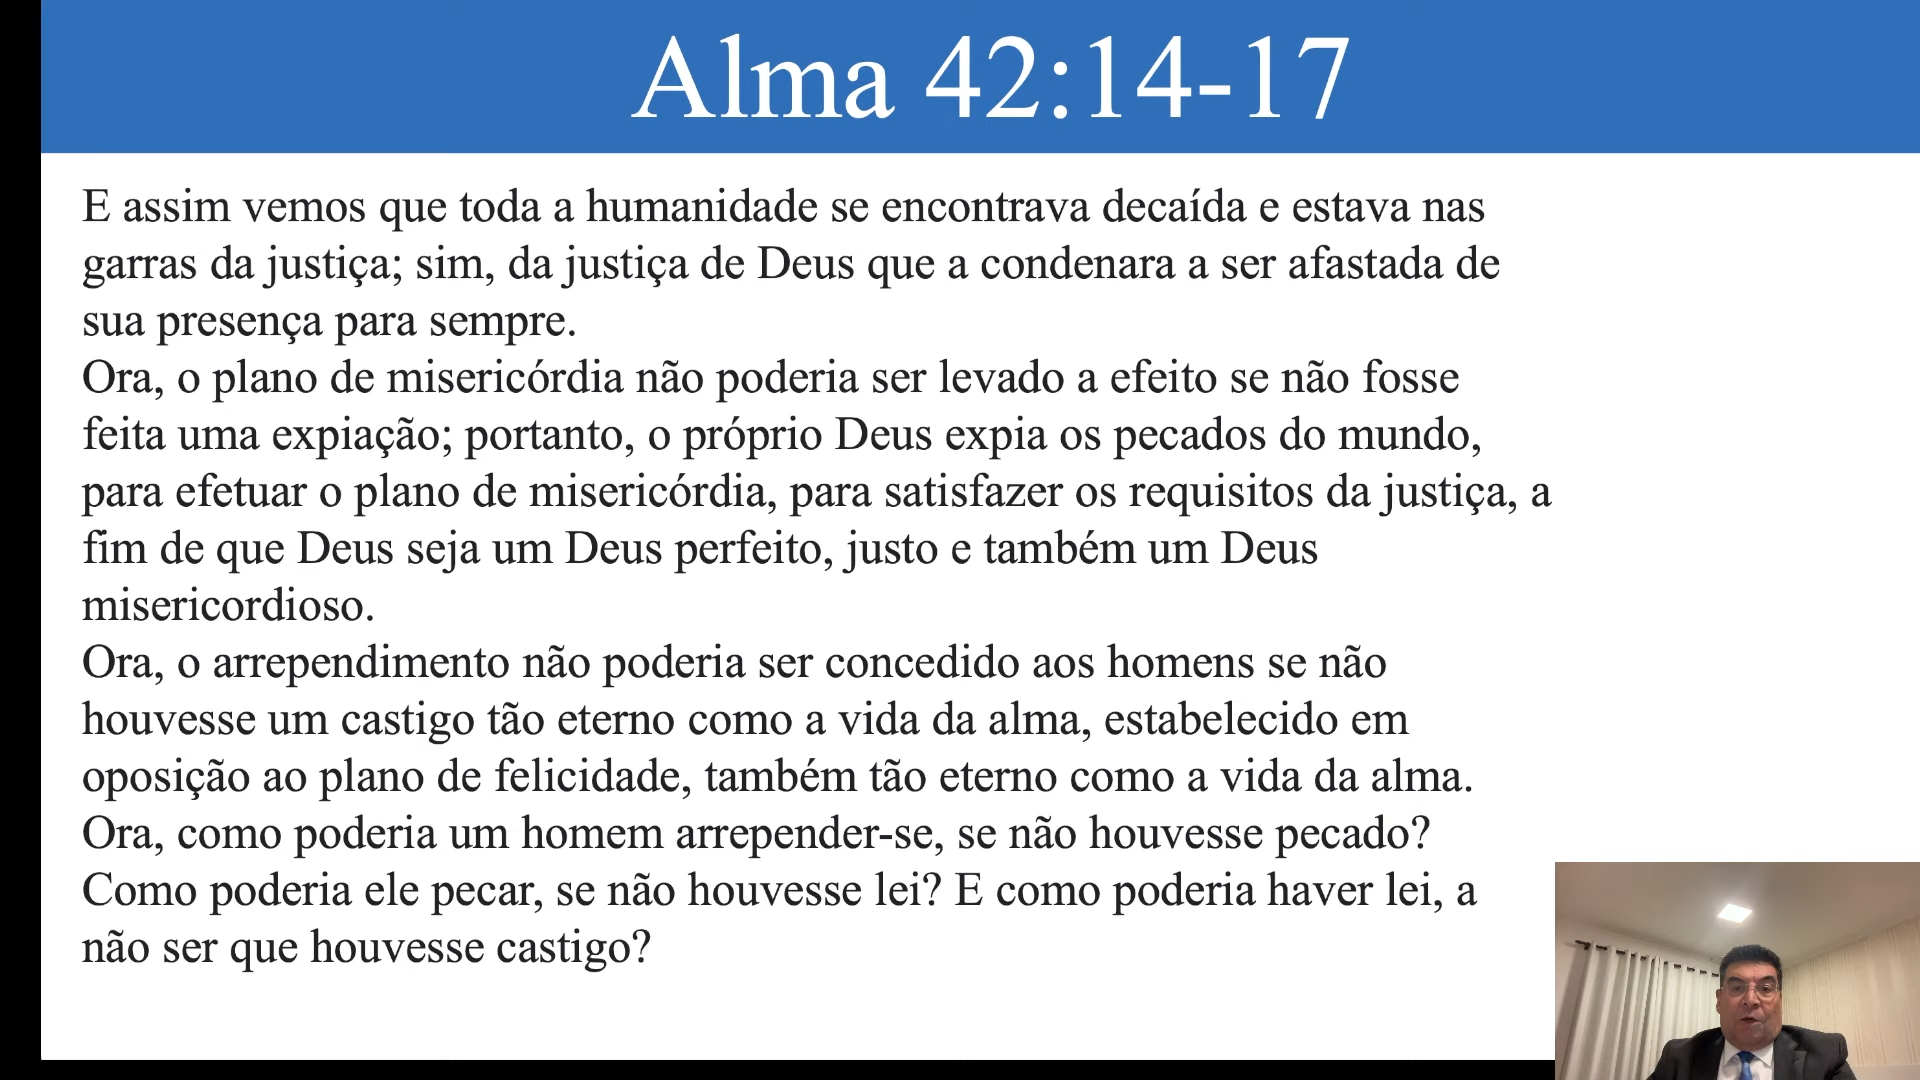 Alma 42:14-17
E assim vemos que toda a humanidade se encontrava decaída e estava nas
garras da justiça; sim, da justiça de Deus que a condenara a ser afastada de
sua presença para sempre.
Ora, o plano de misericórdia não poderia ser levado a efeito se não fosse
feita uma expiação; portanto, o próprio Deus expia os pecados do mundo,
para efetuar o plano de misericórdia, para satisfazer os requisitos da justiça, a
fim de que Deus seja um Deus perfeito, justo e também um Deus
misericordioso.
Ora, o arrependimento não poderia ser concedido aos homens se não
houvesse um castigo tão eterno como a vida da alma, estabelecido em
oposição ao plano de felicidade, também tão eterno como a vida da alma.
Ora, como poderia um homem arrepender-se, se não houvesse pecado?
Como poderia ele pecar, se não houvesse lei? E como poderia haver lei, a
não ser que houvesse castigo?